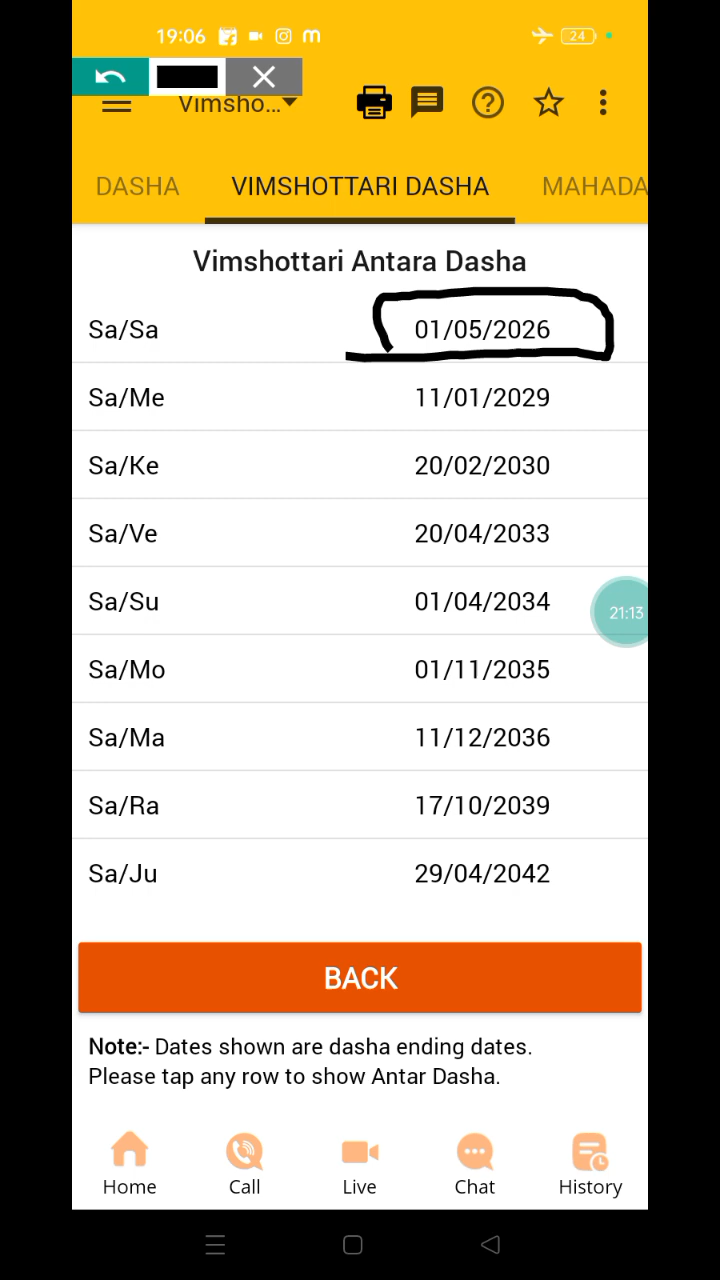 19:06
24
Vimsho...
DASHA VIMSHOTTARI DASHA MAHADA
Vimshottari Antara Dasha
Sa/Sa 01/05/2026
Sa/Me 11/01/2029
Sa/Ke 20/02/2030
Sa/Ve 20/04/2033
Sa/Su 01/04/2034
21:13
Sa/Mo 01/11/2035
Sa/Ma 11/12/2036
Sa/Ra 17/10/2039
Sa/Ju 29/04/2042
BACK
Note:- Dates shown are dasha ending dates.
Please tap any row to show Antar Dasha.
Home Call Live Chat History